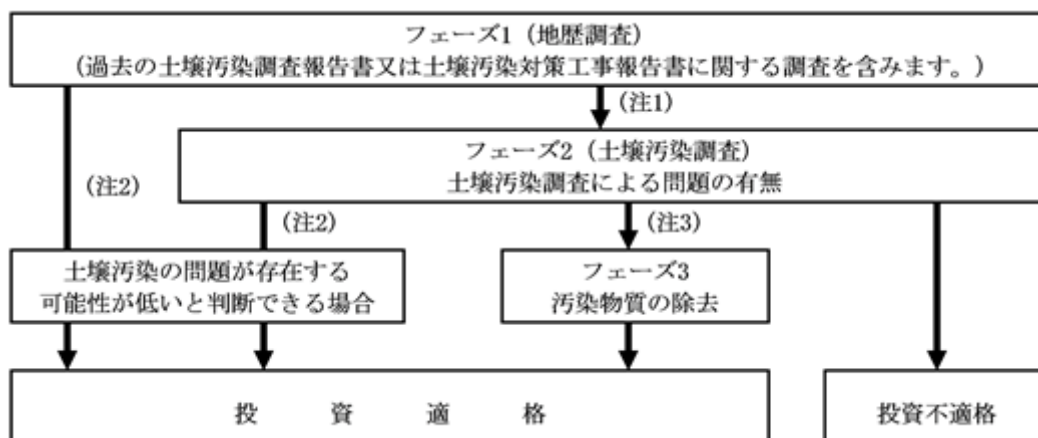 フェーズ1（地歴調査）
（過去の土壌汚染調査報告書又は土壌汚染対策工事報告書に関する調査を含みます。）
（注1）
フェーズ2（土壌汚染調査）
土壌汚染調査による問題の有無
（注2）
（注2）
（注3）
土壌汚染の問題が存在する
可能性が低いと判断できる場合
フェーズ3
汚染物質の除去
投資適格
投資不適格